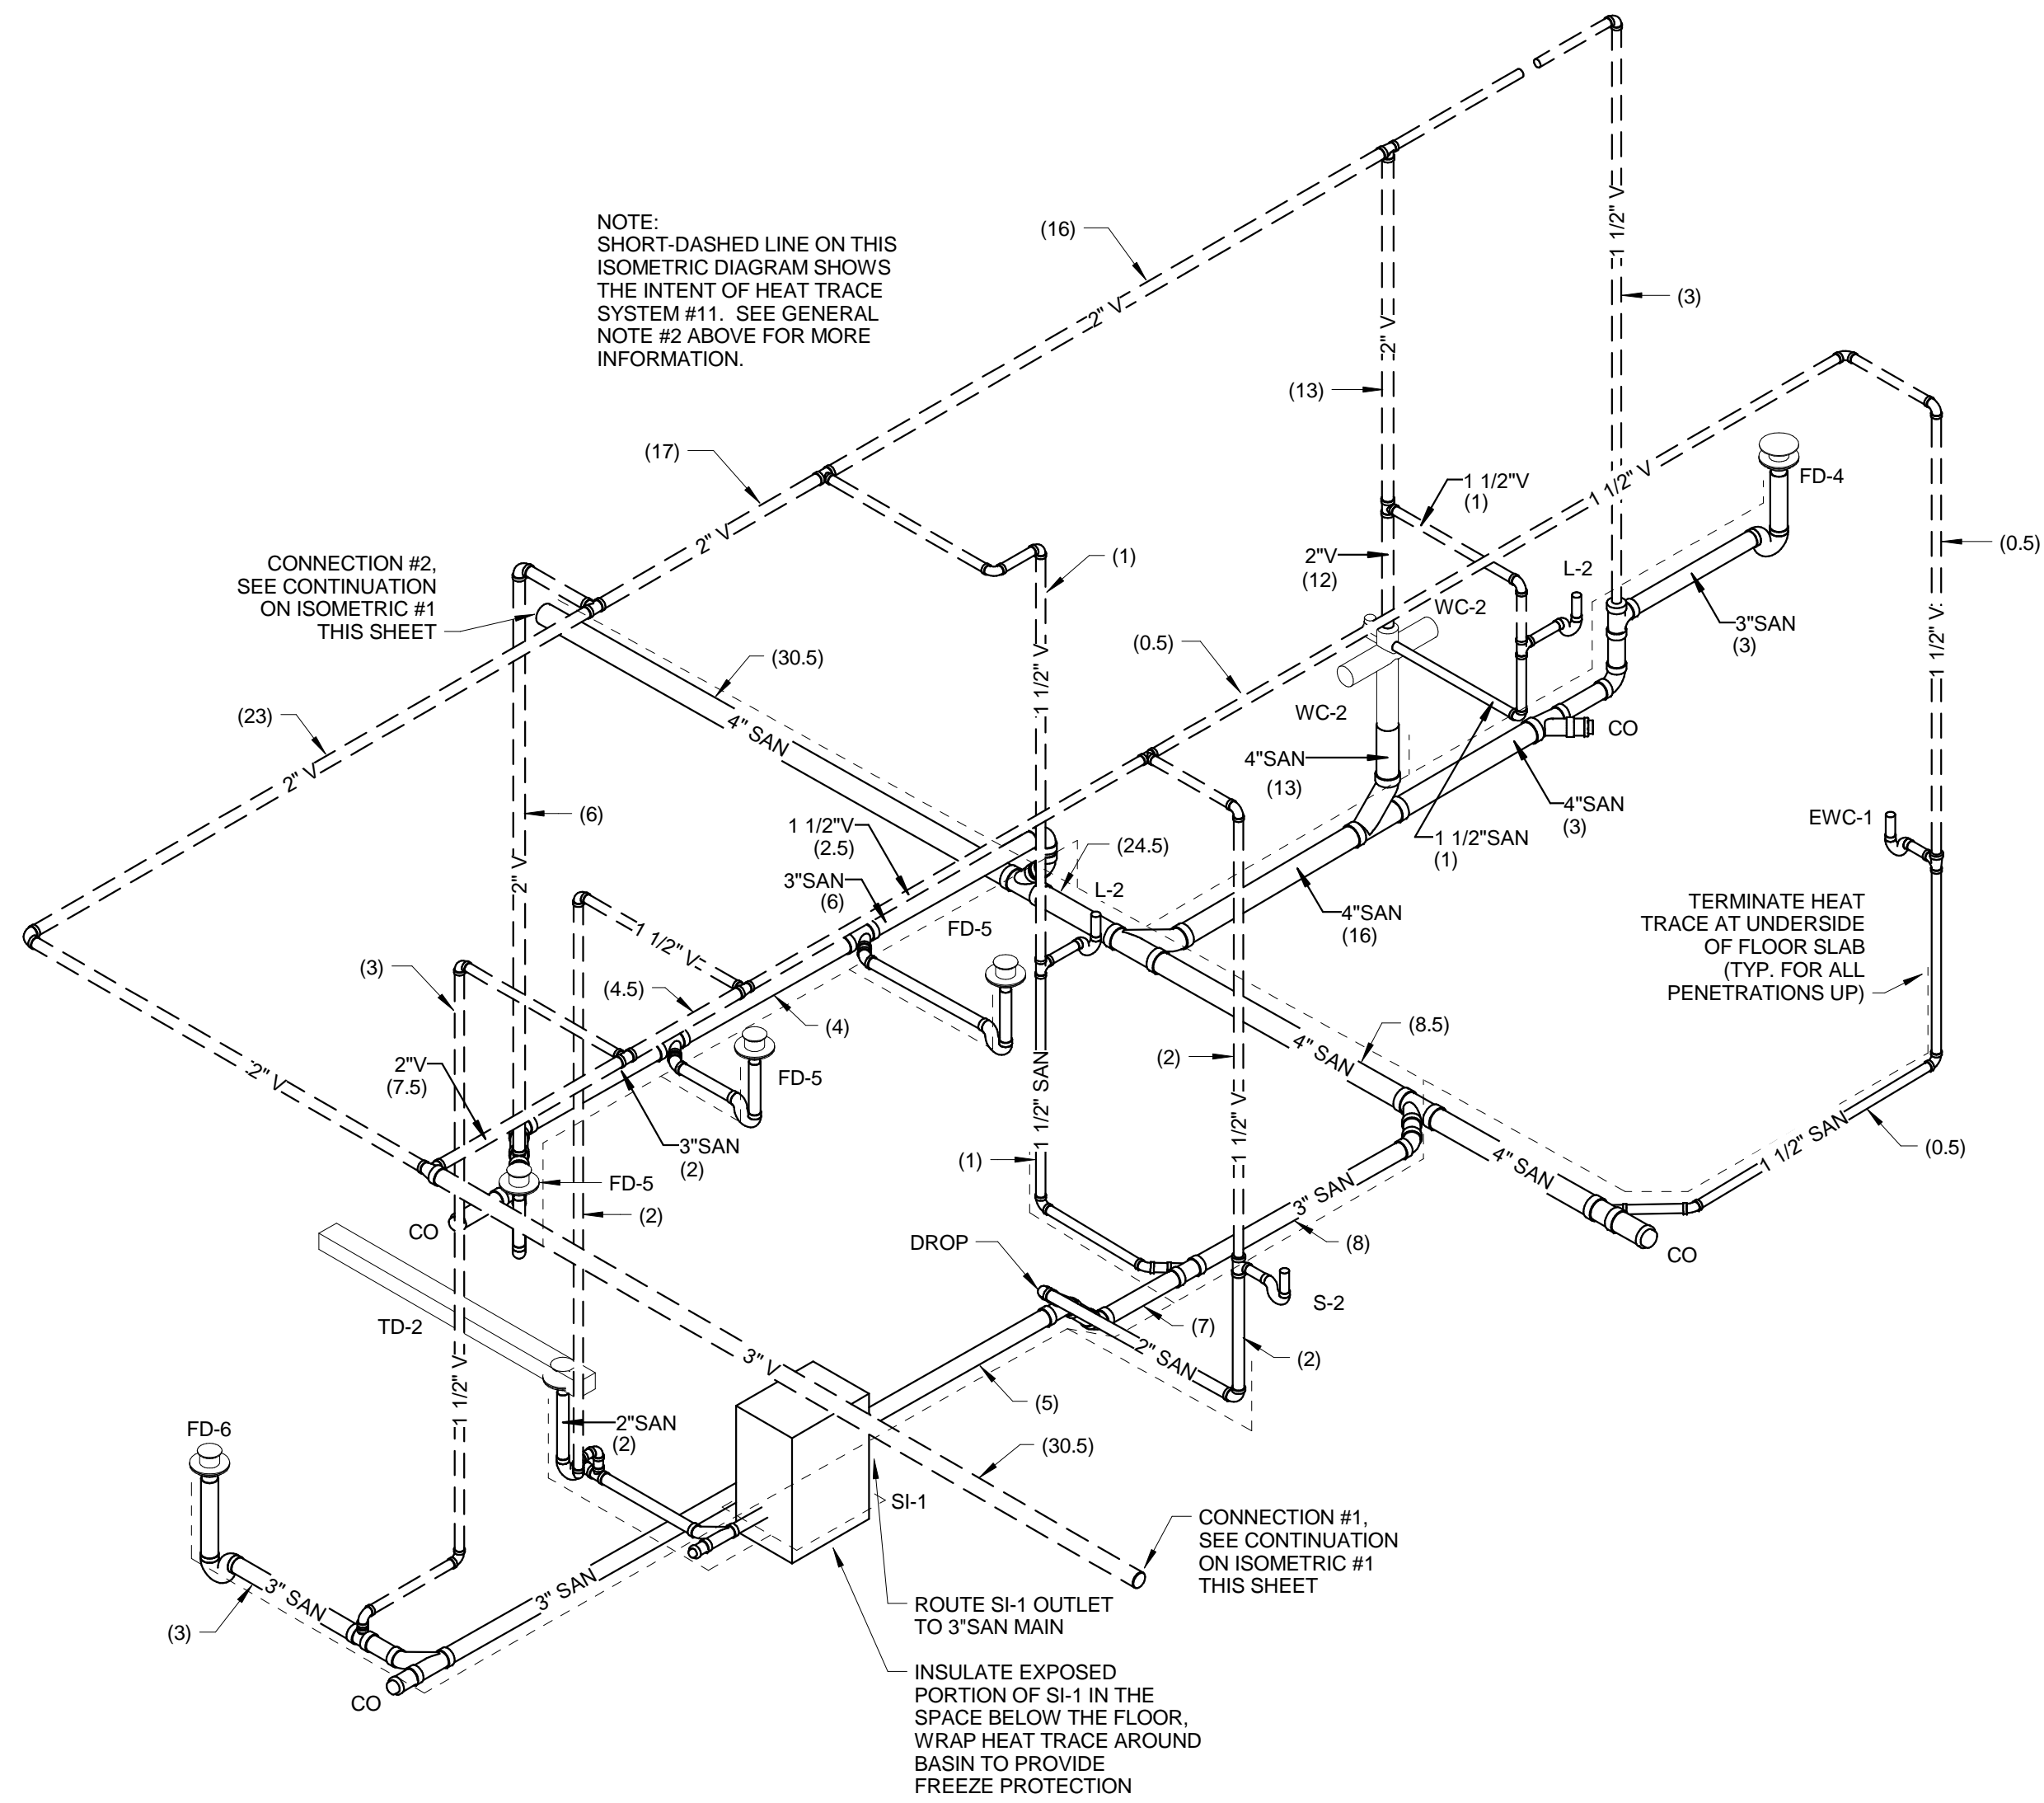 NOTE:
SHORT-DASHED LINE ON THIS
ISOMETRIC DIAGRAM SHOWS
THE INTENT OF HEAT TRACE
SYSTEM #11.  SEE GENERAL
NOTE #2 ABOVE FOR MORE
INFORMATION.
(16)
2" V
1 1/2" V
(3)
2" V
(13)
(17)
2" V
1 1/2"V
(1)
1 1/2" V
FD-4
(0.5)
CONNECTION #2,
SEE CONTINUATION
ON ISOMETRIC #1
THIS SHEET
(1)
2"V
(12)
L-2
WC-2
3"SAN
(3)
1 1/2" V
(0.5)
(30.5)
1 1/2" V
(23)
4" SAN
WC-2
CO
2" V
4"SAN
(13)
4"SAN
(3)
(6)
1 1/2"V
(2.5)
1 1/2"SAN
(1)
EWC-1
2" V
3"SAN
(6)
(24.5)
L-2
4"SAN
(16)
TERMINATE HEAT
TRACE AT UNDERSIDE
OF FLOOR SLAB
(TYP. FOR ALL
PENETRATIONS UP)
FD-5
1 1/2" V
(3)
(4.5)
(4)
(8.5)
2" V
2"V
(7.5)
FD-5
(2)
4" SAN
1 1/2" SAN
1 1/2" V
3"SAN
(2)
(1)
1 1/2" SAN
(0.5)
4" SAN
FD-5
3" SAN
(2)
CO
DROP
(8)
CO
S-2
TD-2
(7)
3" V
2" SAN
(2)
1 1/2" V
(5)
2"SAN
(2)
FD-6
(30.5)
SI-1
CONNECTION #1,
SEE CONTINUATION
ON ISOMETRIC #1
THIS SHEET
3" SAN
3" SAN
ROUTE SI-1 OUTLET
TO 3"SAN MAIN
(3)
INSULATE EXPOSED
PORTION OF SI-1 IN THE
SPACE BELOW THE FLOOR,
WRAP HEAT TRACE AROUND
BASIN TO PROVIDE
FREEZE PROTECTION
CO